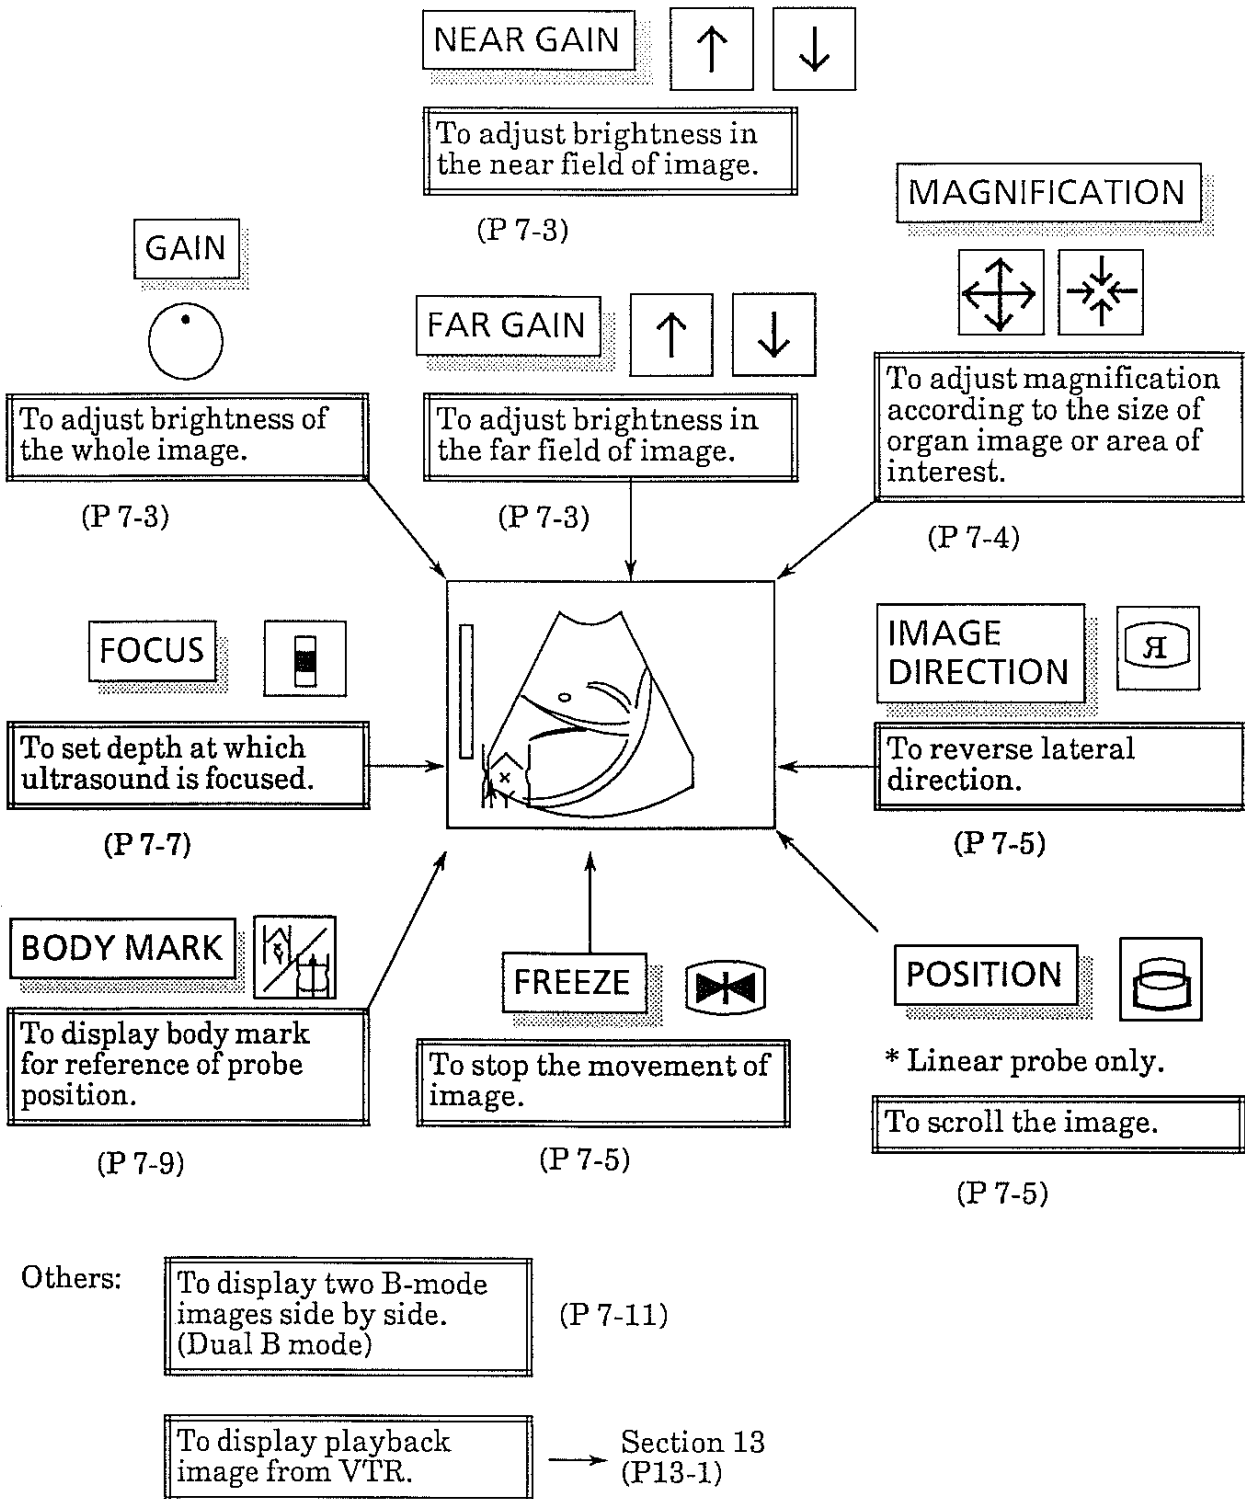 NEAR GAIN
To adjust brightness in
the near field of image.
(P 7-3)
GAIN
To adjust brightness of
the whole image.
(P 7-3)
FAR GAIN
To adjust brightness in
the far field of image.
(P 7-3)
MAGNIFICATION
To adjust magnification
according to the size of
organ image or area of
interest.
(P 7-4)
FOCUS
To set depth at which
ultrasound is focused.
(P 7-7)
IMAGE
DIRECTION
Я
To reverse lateral
direction.
(P 7-5)
BODY MARK
To display body mark
for reference of probe
position.
(P 7-9)
FREEZE
To stop the movement of
image.
(P 7-5)
POSITION
* Linear probe only.
To scroll the image.
(P 7-5)
Others:
To display two B-mode
images side by side.
(Dual B mode)
(P 7-11)
To display playback
image from VTR.
Section 13
(P13-1)